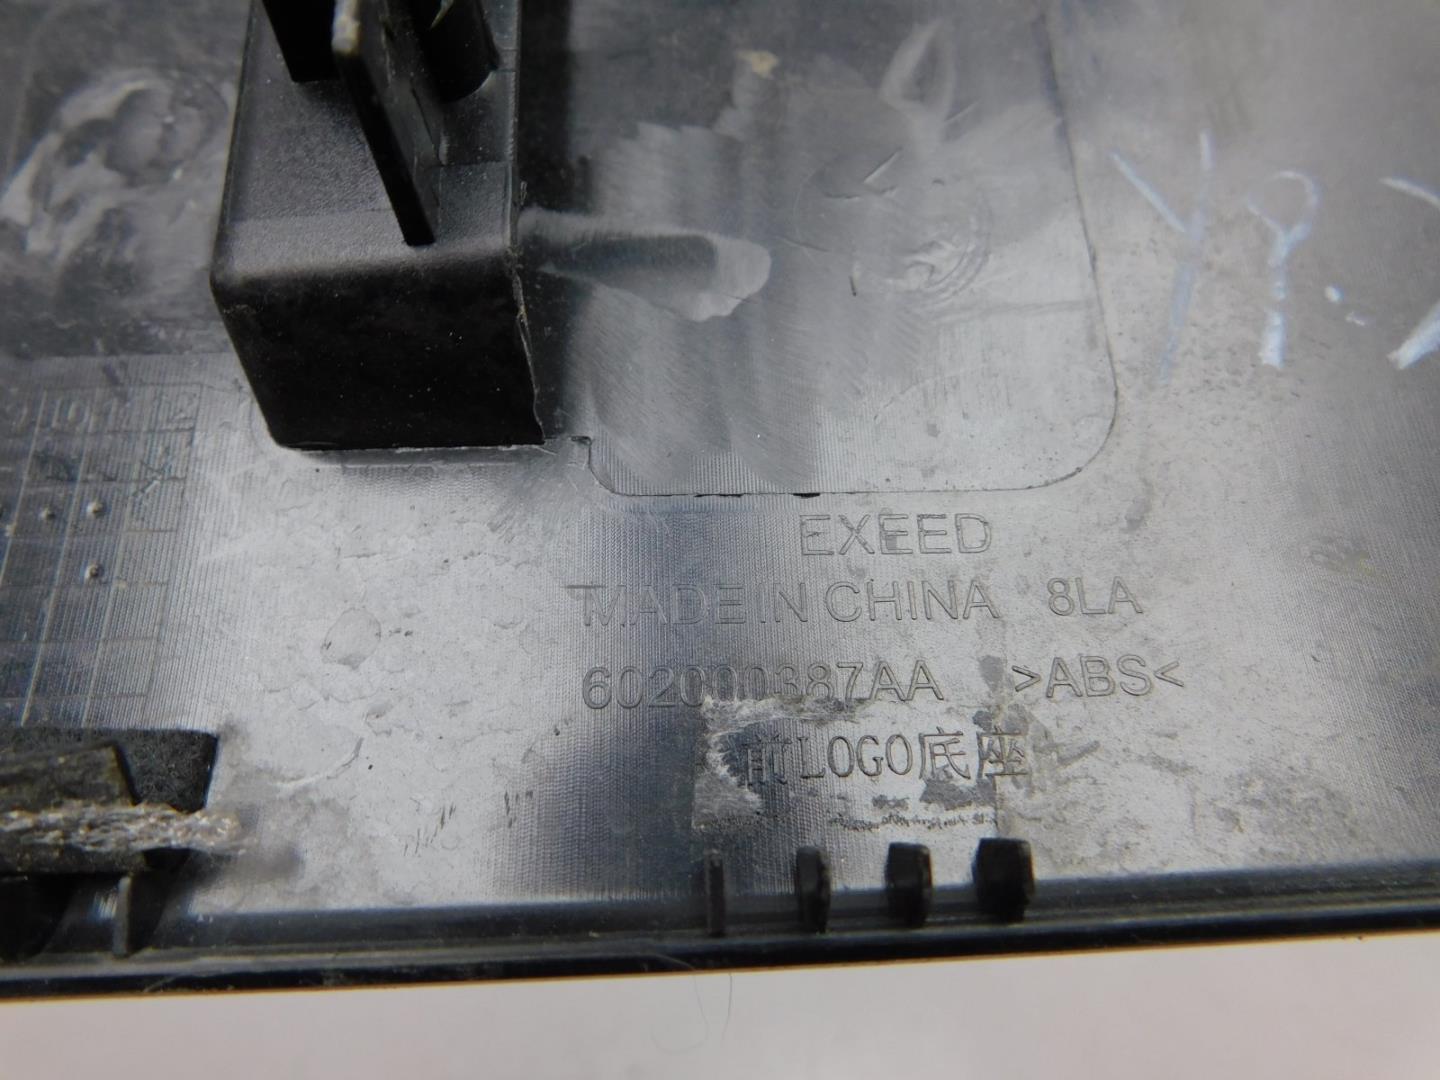 EXEED
MADE IN CHINA 8LA
602000387AA >ABS<
前LOGO底座